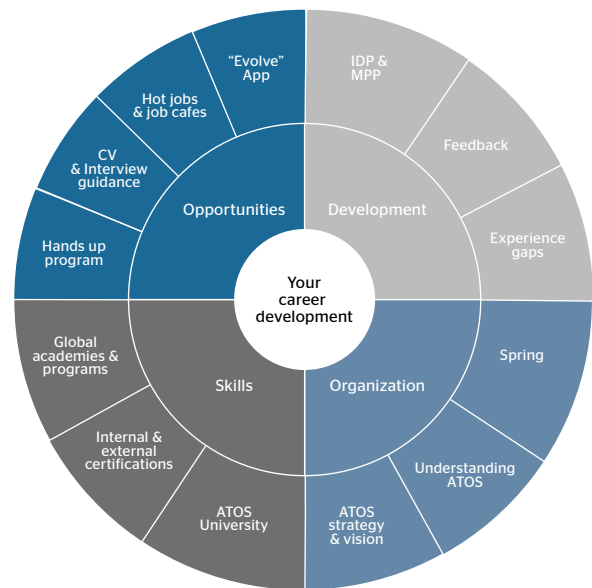 “Evolve”
App
IDP &
MPP
Hot jobs
& job cafes
Feedback
CV
& Interview
guidance
Opportunities
Development
Hands up
program
Experience
gaps
Your
career
development
Global
academies &
programs
Spring
Skills
Organization
Internal &
external
certifications
Understanding
ATOS
ATOS
University
ATOS
strategy
& vision